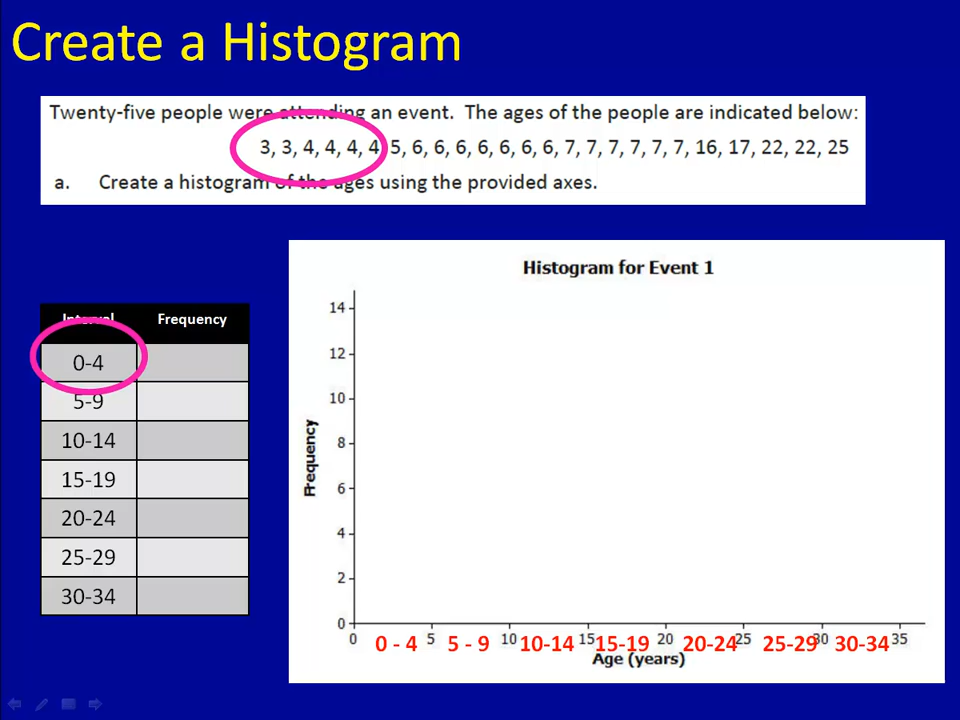 Create a Histogram
Twenty-five people were attending an event. The ages of the people are indicated below:
3, 3, 4, 4, 4, 4, 5, 6, 6, 6, 6, 6, 6, 6, 7, 7, 7, 7, 7, 7, 16, 17, 22, 22, 25
a. Create a histogram of the ages using the provided axes.
Interval Frequency
0-4
5-9
10-14
15-19
20-24
25-29
30-34
Histogram for Event 1
Frequency
14
12
10
8
6
4
2
0
0 5 10 15 20 25 30 35
0 - 4 5 - 9 10-14 15-19 20-24 25-29 30-34
Age (years)